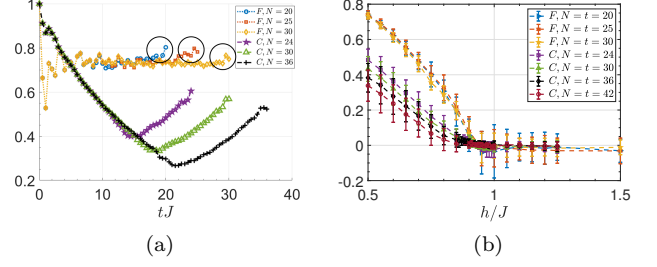 1
0.8
0.6
0.4
0.2
0
10
20
30
40
tJ
F, N = 20
F, N = 25
F, N = 30
C, N = 24
C, N = 30
C, N = 36
(a)
0.8
0.6
0.4
0.2
0
-0.2
0.5
1
1.5
h/J
F, N = t = 20
F, N = t = 25
F, N = t = 30
C, N = t = 24
C, N = t = 30
C, N = t = 36
C, N = t = 42
(b)